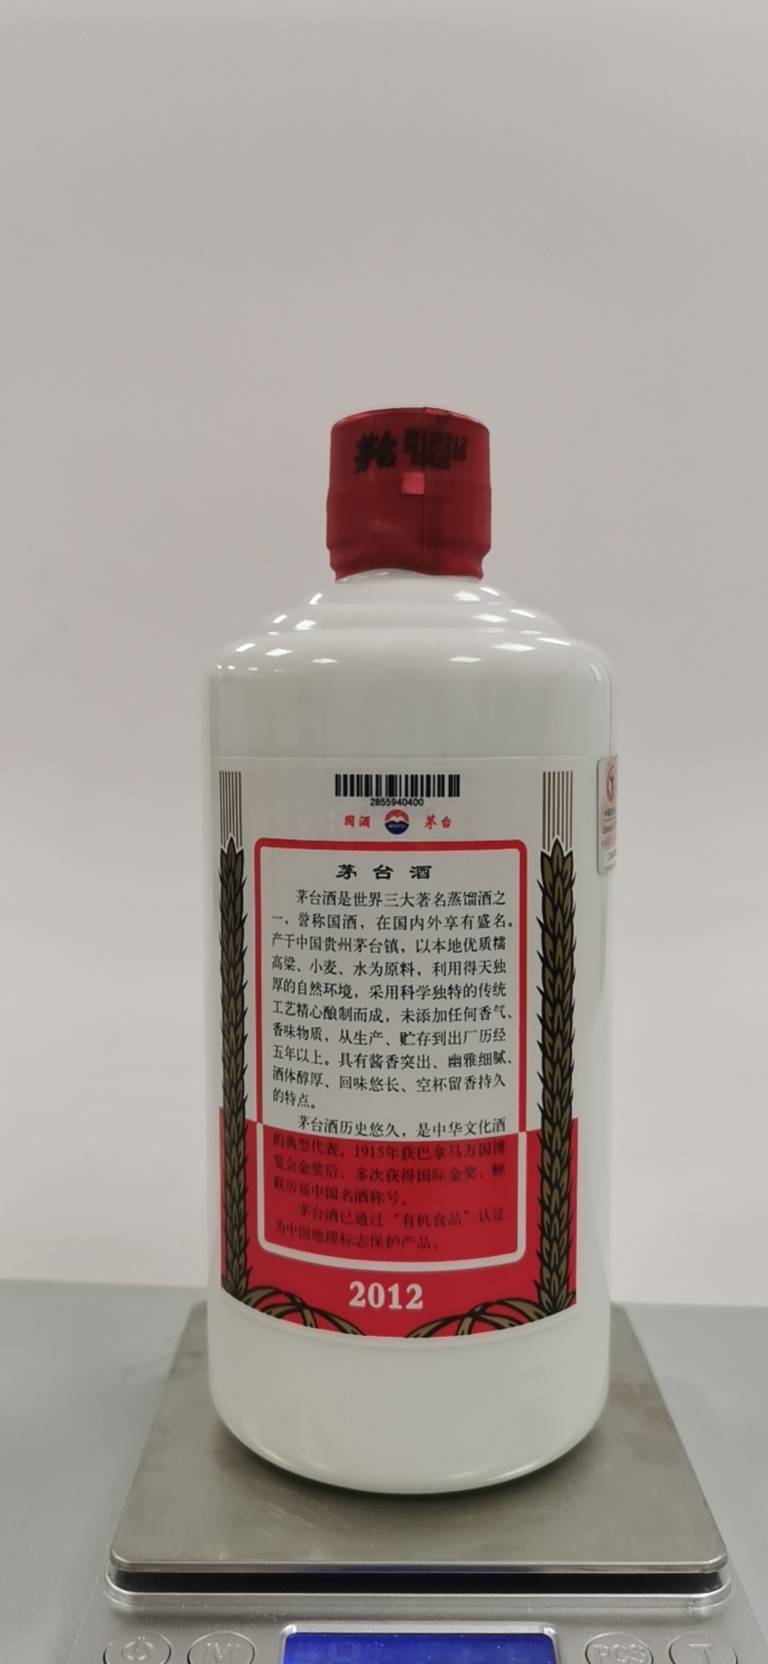 茅台
2855940400
国酒 茅台
茅台酒
茅台酒是世界三大著名蒸馏酒之
一，誉称国酒，在国内外享有盛名。
产于中国贵州茅台镇，以本地优质糯
高粱、小麦、水为原料，利用得天独
厚的自然环境，采用科学独特的传统
工艺精心酿制而成，未添加任何香气、
香味物质，从生产、贮存到出厂历经
五年以上。具有酱香突出、幽雅细腻、
酒体醇厚、回味悠长、空杯留香持久
的特点。
茅台酒历史悠久，是中华文化酒
的典型代表。1915年获巴拿马万国博
览会金奖后，多次获得国际金奖，蝉
联历届中国名酒称号。
茅台酒已通过“有机食品”认证，
为中国地理标志保护产品。
2012
M
PCS
T